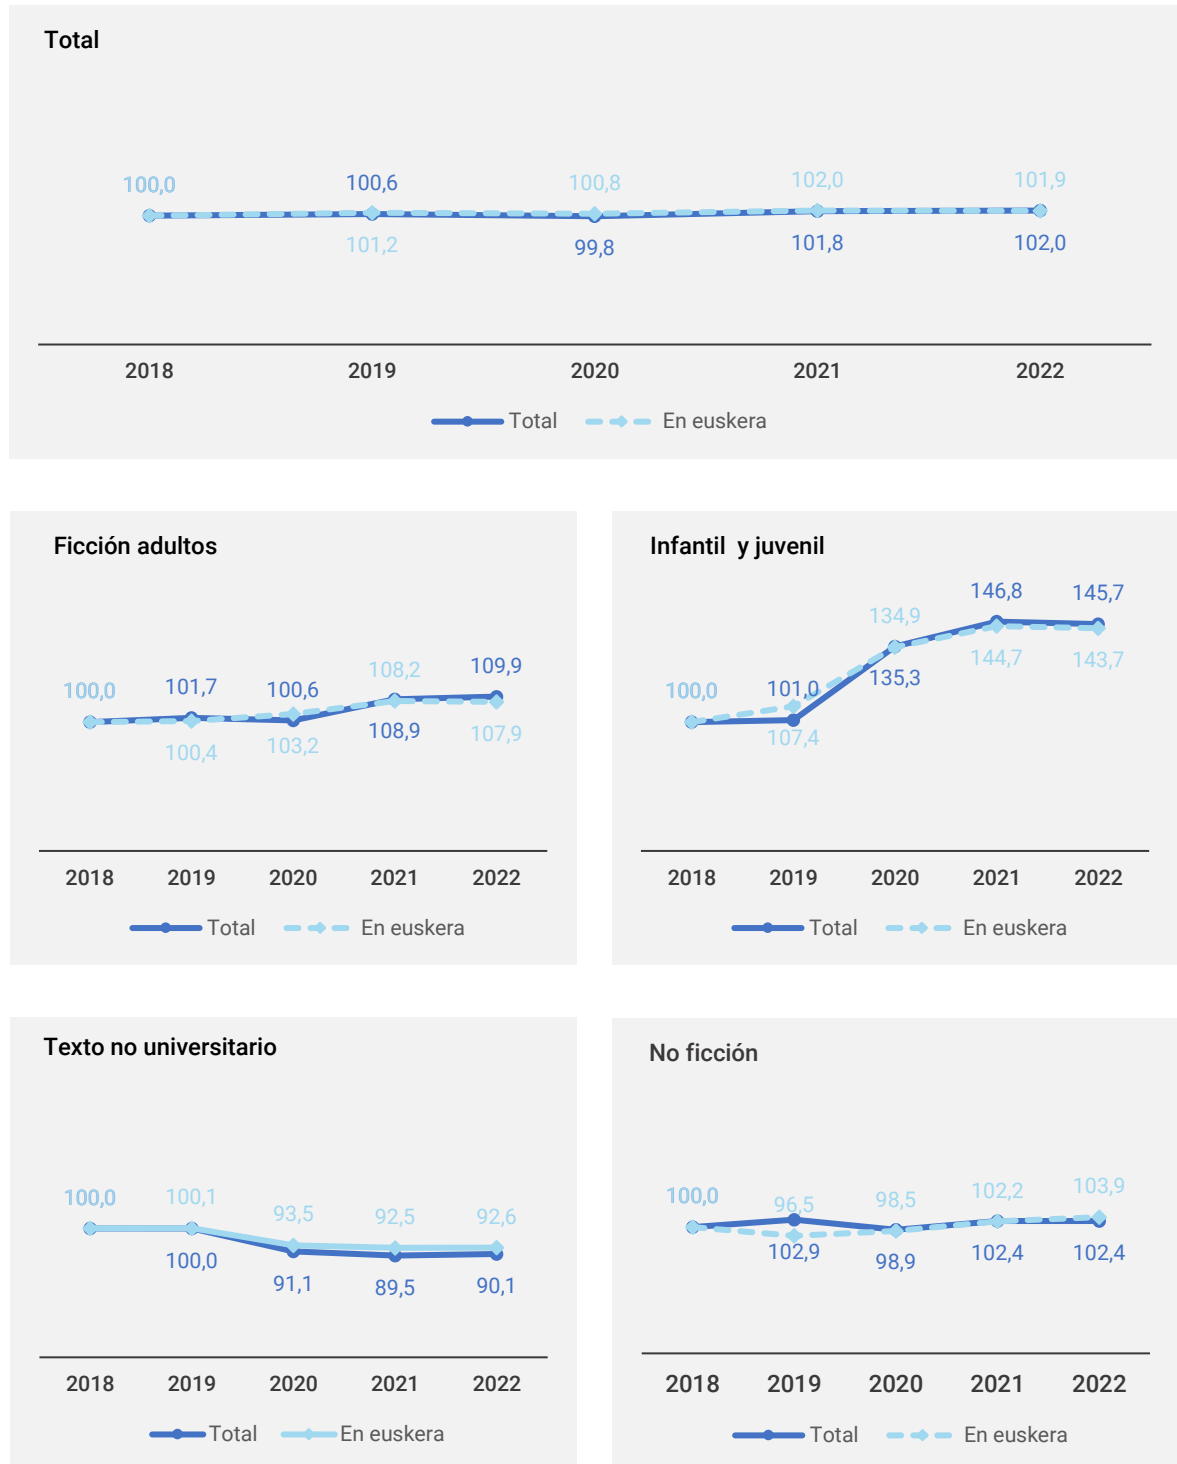 Total
100,0 100,6 100,8 102,0 101,9
101,2 99,8 101,8 102,0
2018 2019 2020 2021 2022
Total En euskera
Ficción adultos
108,2 109,9
100,0 101,7 100,6
100,4 103,2 108,9 107,9
2018 2019 2020 2021 2022
Total En euskera
Infantil y juvenil
146,8 145,7
134,9
144,7 143,7
135,3
100,0 101,0
107,4
2018 2019 2020 2021 2022
Total En euskera
Texto no universitario
100,0 100,1 93,5 92,5 92,6
100,0 91,1 89,5 90,1
2018 2019 2020 2021 2022
Total En euskera
No ficción
100,0 96,5 98,5 102,2 103,9
102,9 98,9 102,4 102,4
2018 2019 2020 2021 2022
Total En euskera